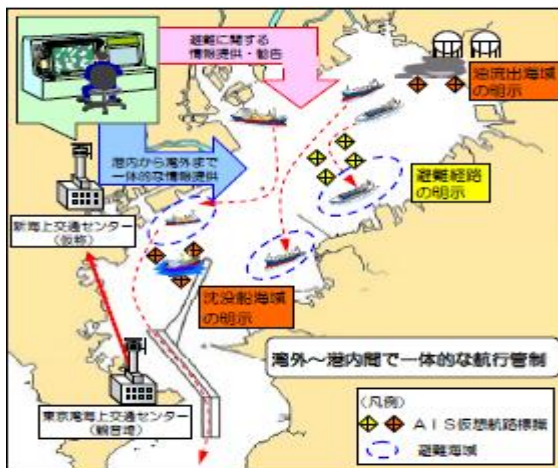 避難に関する
情報提供・勧告
油流出海域
の明示
港内から湾外まで
一体的な情報提供
避難経路
の明示
新海上交通センター
(仮称)
沈没船海域
の明示
湾外～港内間で一体的な航行管制
東京湾海上交通センター
(観音埼)
(凡例)
AIS仮想航路標識
避難海域